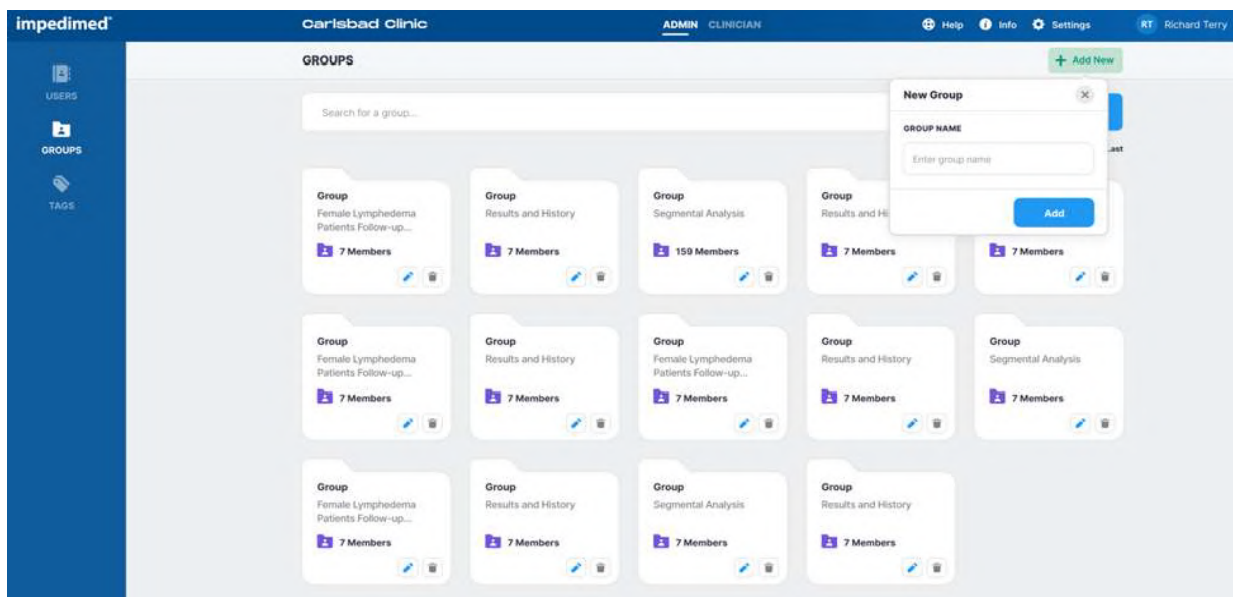 impedimed®
Carlsbad Clinic
ADMIN CLINICIAN
Help Info Settings
RT Richard Terry
USERS
GROUPS
TAGS
GROUPS
+ Add New
Search for a group...
New Group
GROUP NAME
Enter group name
Add
Group
Female Lymphedema
Patients Follow-up...
7 Members
Group
Results and History
7 Members
Group
Segmental Analysis
159 Members
Group
Results and Hi
7 Members
7 Members
Group
Female Lymphedema
Patients Follow-up...
7 Members
Group
Results and History
7 Members
Group
Female Lymphedema
Patients Follow-up...
7 Members
Group
Results and History
7 Members
Group
Segmental Analysis
7 Members
Group
Female Lymphedema
Patients Follow-up...
7 Members
Group
Results and History
7 Members
Group
Segmental Analysis
7 Members
Group
Results and History
7 Members